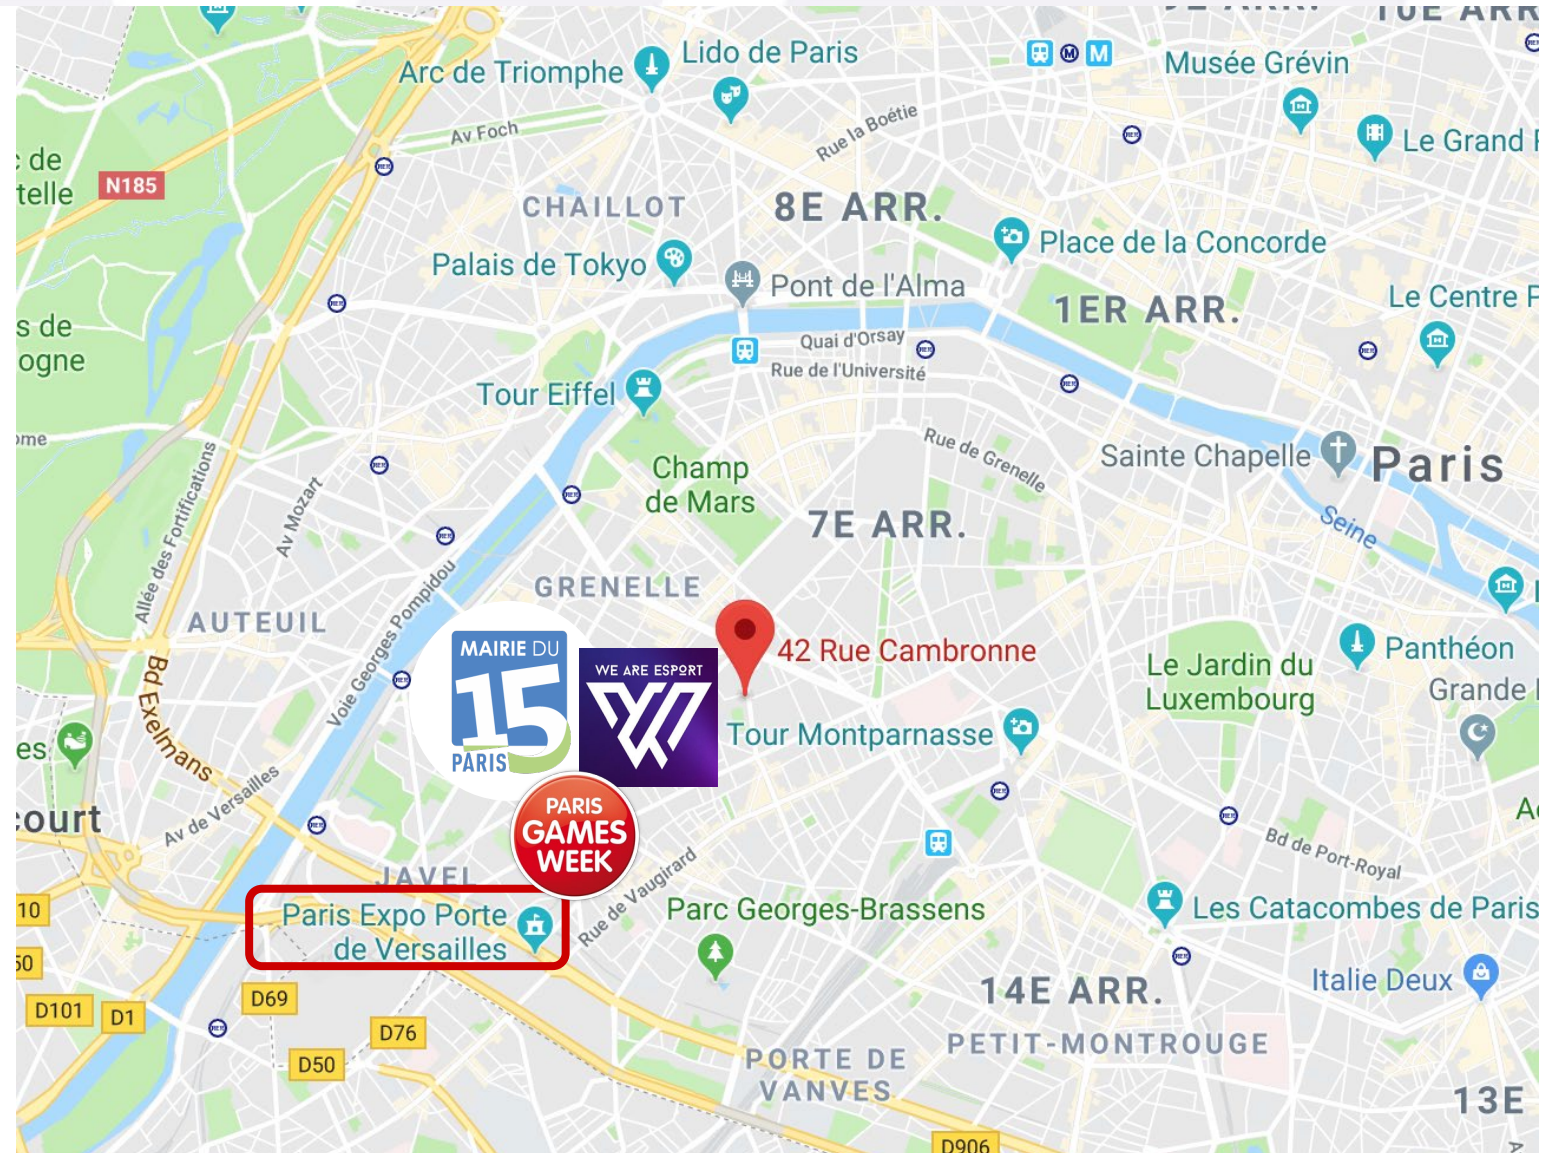 10E ARR
Arc de Triomphe
Lido de Paris
M
M
Musée Grévin
Av Foch
Rue la Boétie
Le Grand
de
telle
N185
CHAILLOT
8E ARR.
Place de la Concorde
Palais de Tokyo
Pont de l'Alma
1ER ARR.
Le Centre P
s de
ogne
Quai d'Orsay
Rue de l'Université
Tour Eiffel
ome
Rue de Grenelle
Sainte Chapelle
Paris
Champ
de Mars
Allée des Fortifications
Av Mozart
7E ARR.
Seine
GRENELLE
AUTEUIL
Voie Georges Pompidou
MAIRIE DU
15
PARIS
WE ARE ESPORT
42 Rue Cambronne
Le Jardin du
Luxembourg
Panthéon
Grande
Bd Exelmans
Tour Montparnasse
es
Av de Versailles
court
PARIS
GAMES
WEEK
Bd de Port-Royal
JAVEL
Rue de Vaugirard
Paris Expo Porte
de Versailles
Parc Georges-Brassens
Les Catacombes de Paris
10
50
D101
D1
D69
D76
D50
14E ARR.
Italie Deux
PETIT-MONTROUGE
PORTE DE
VANVES
13E
D906